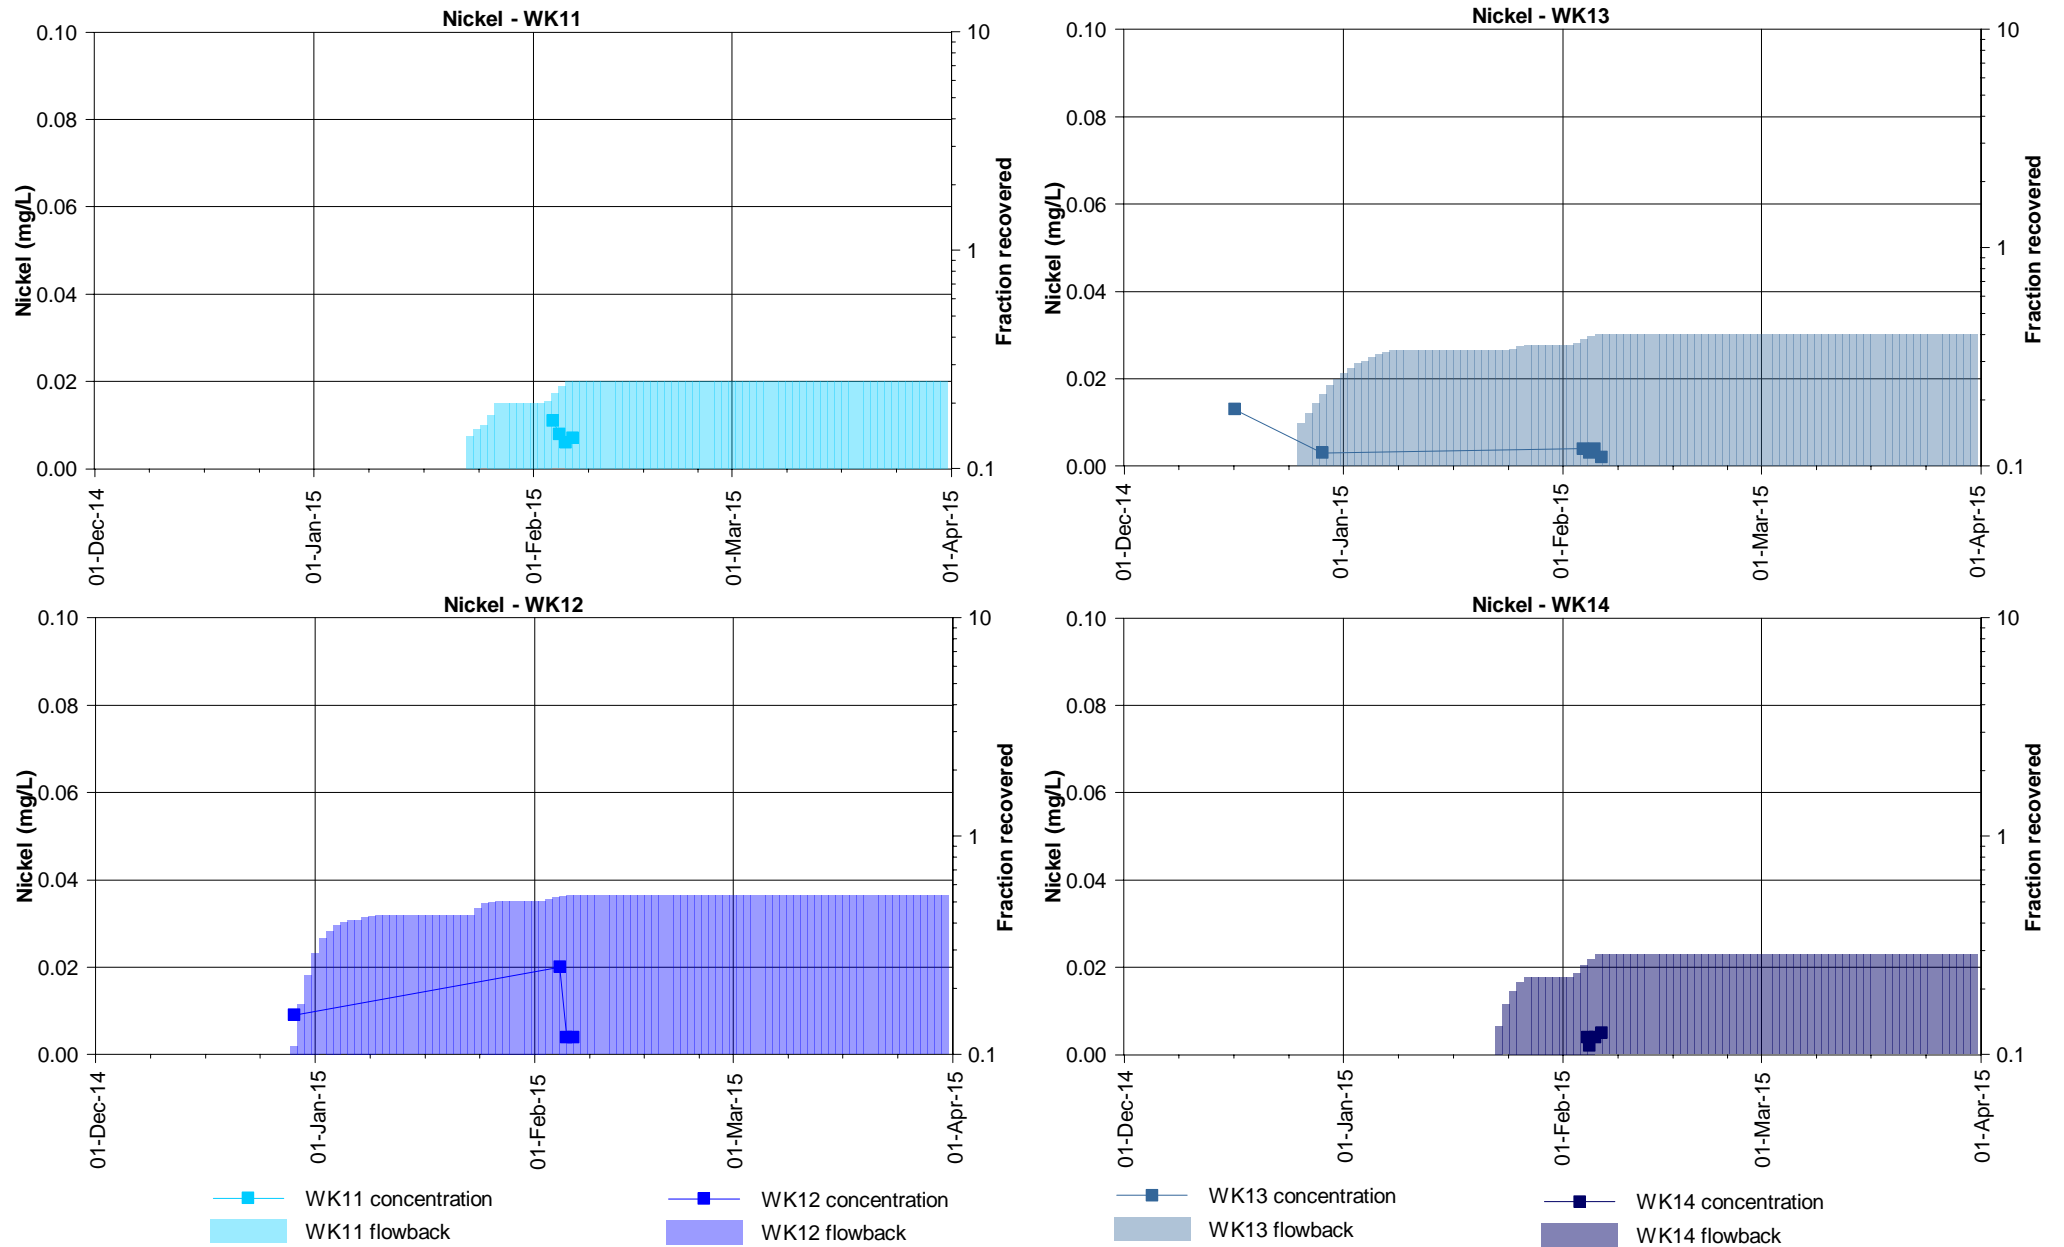 Nickel - WK11
0.10
0.08
0.06
0.04
0.02
0.00
Nickel (mg/L)
10
1
0.1
Fraction recovered
01-Dec-14
01-Jan-15
01-Feb-15
01-Mar-15
01-Apr-15
Nickel - WK13
0.10
0.08
0.06
0.04
0.02
0.00
Nickel (mg/L)
10
1
0.1
Fraction recovered
01-Dec-14
01-Jan-15
01-Feb-15
01-Mar-15
01-Apr-15
Nickel - WK12
0.10
0.08
0.06
0.04
0.02
0.00
Nickel (mg/L)
10
1
0.1
Fraction recovered
01-Dec-14
01-Jan-15
01-Feb-15
01-Mar-15
01-Apr-15
Nickel - WK14
0.10
0.08
0.06
0.04
0.02
0.00
Nickel (mg/L)
10
1
0.1
Fraction recovered
01-Dec-14
01-Jan-15
01-Feb-15
01-Mar-15
01-Apr-15
WK11 concentration
WK11 flowback
WK12 concentration
WK12 flowback
WK13 concentration
WK13 flowback
WK14 concentration
WK14 flowback